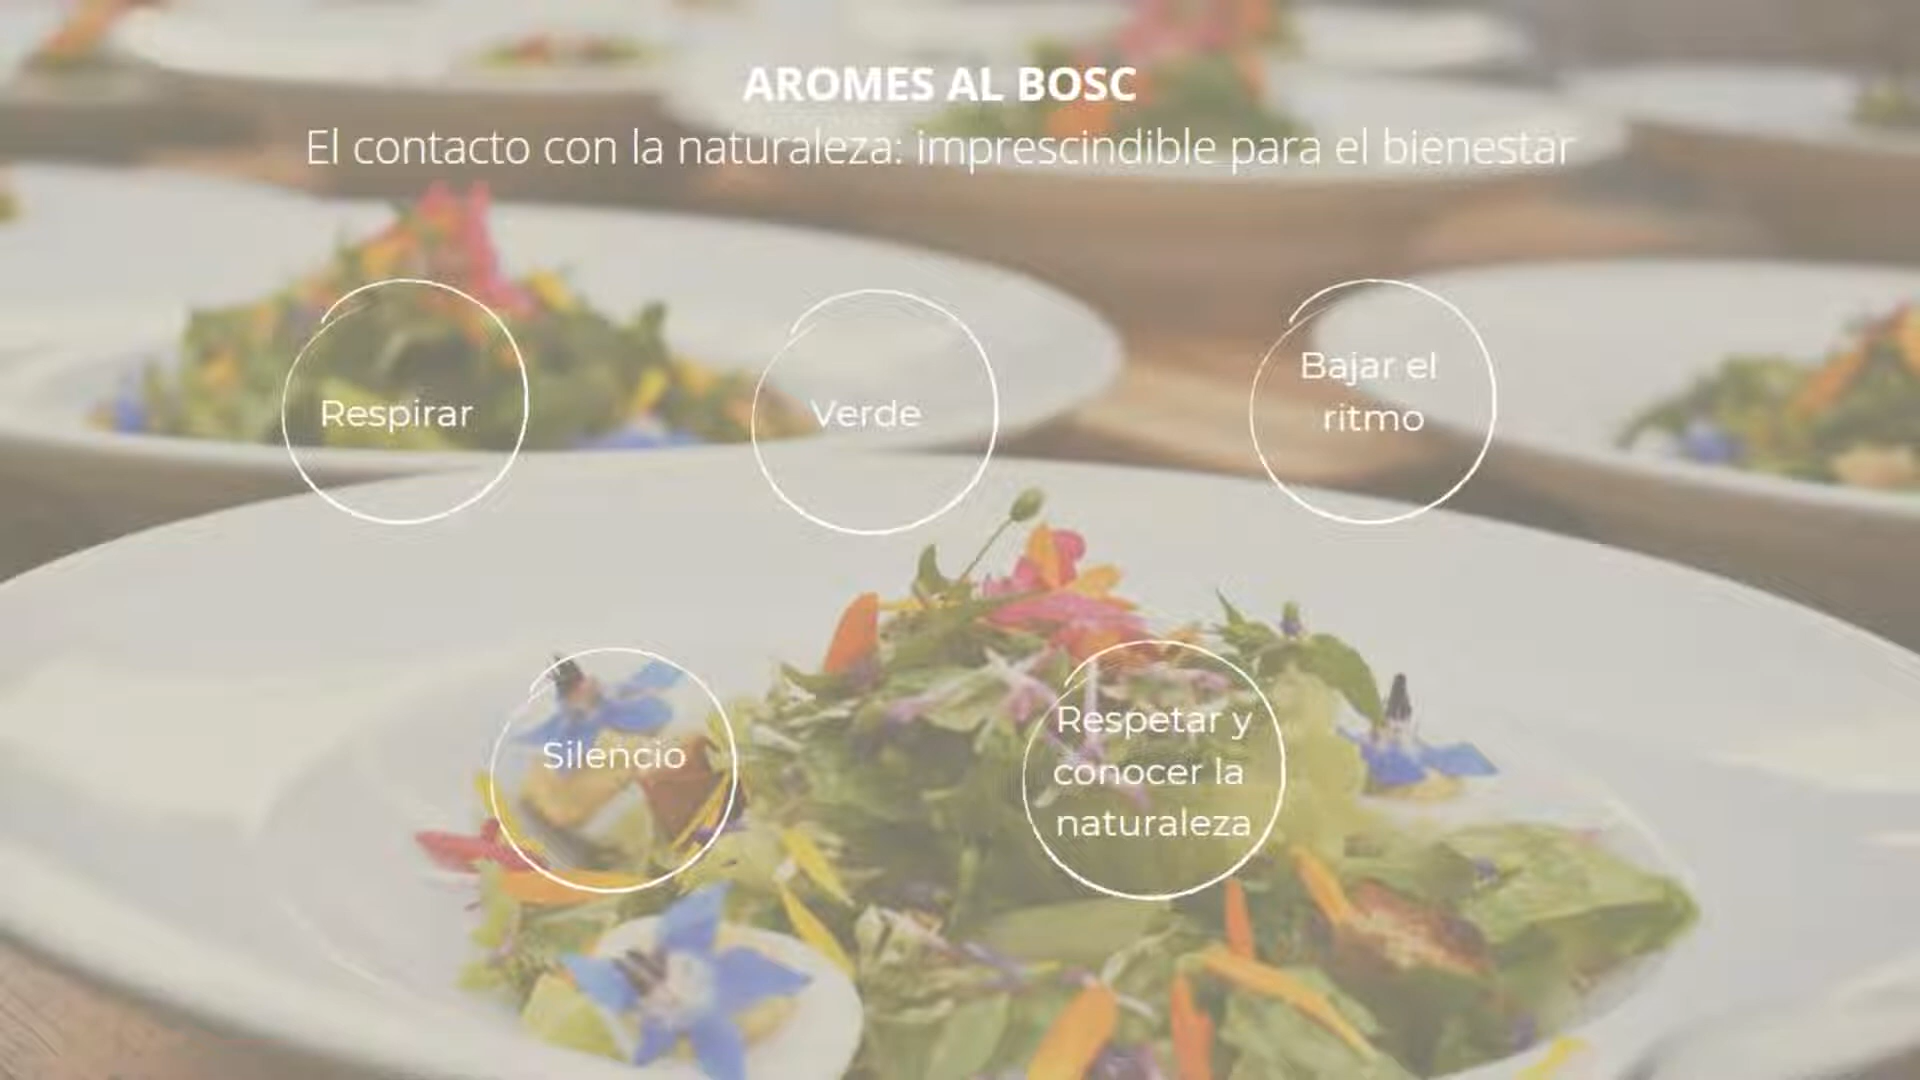 AROMES AL BOSC
El contacto con la naturaleza: imprescindible para el bienestar
Respirar
Verde
Bajar el
ritmo
Silencio
Respetar y
conocer la
naturaleza